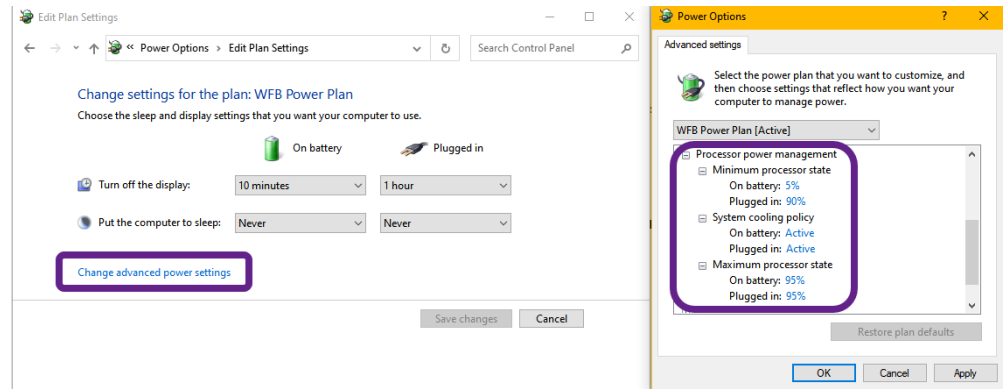 Edit Plan Settings
« Power Options > Edit Plan Settings
Search Control Panel
Change settings for the plan: WFB Power Plan
Choose the sleep and display settings that you want your computer to use.
On battery
Plugged in
Turn off the display:
10 minutes
1 hour
Put the computer to sleep:
Never
Never
Change advanced power settings
Save changes
Cancel
Power Options
?
Advanced settings
Select the power plan that you want to customize, and
then choose settings that reflect how you want your
computer to manage power.
WFB Power Plan [Active]
Processor power management
Minimum processor state
On battery: 5%
Plugged in: 90%
System cooling policy
On battery: Active
Plugged in: Active
Maximum processor state
On battery: 95%
Plugged in: 95%
Restore plan defaults
OK
Cancel
Apply